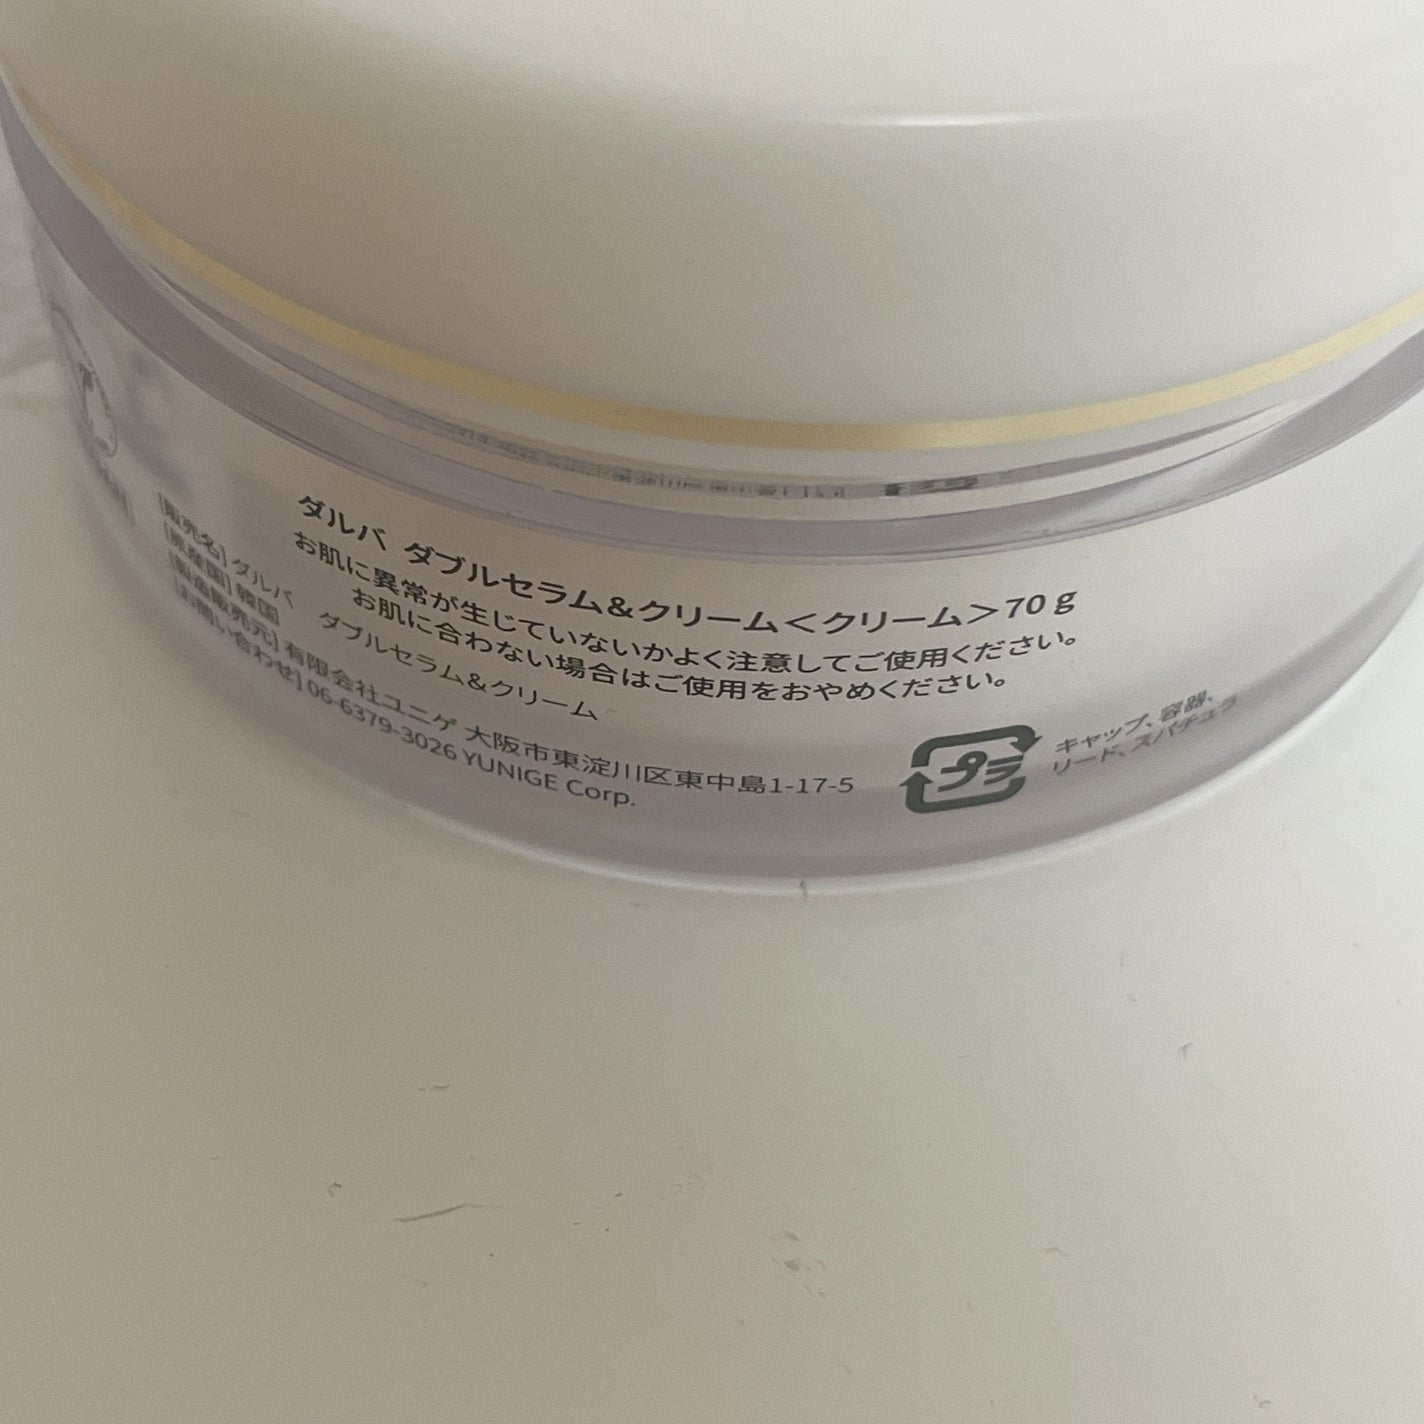 ダルバ ダブルセラム&クリーム＜クリーム＞70g
お肌に異常が生じていないかよく注意してご使用ください。
お肌に合わない場合はご使用をおやめください。
[販売名] ダルバ ダブルセラム&クリーム
[原産国] 韓国
[製造販売元] 有限会社ユニゲ 大阪市東淀川区東中島1-17-5
[お問い合わせ] 06-6379-3026 YUNIGE Corp.
プラ
キャップ、容器、
リード、スパチュラ